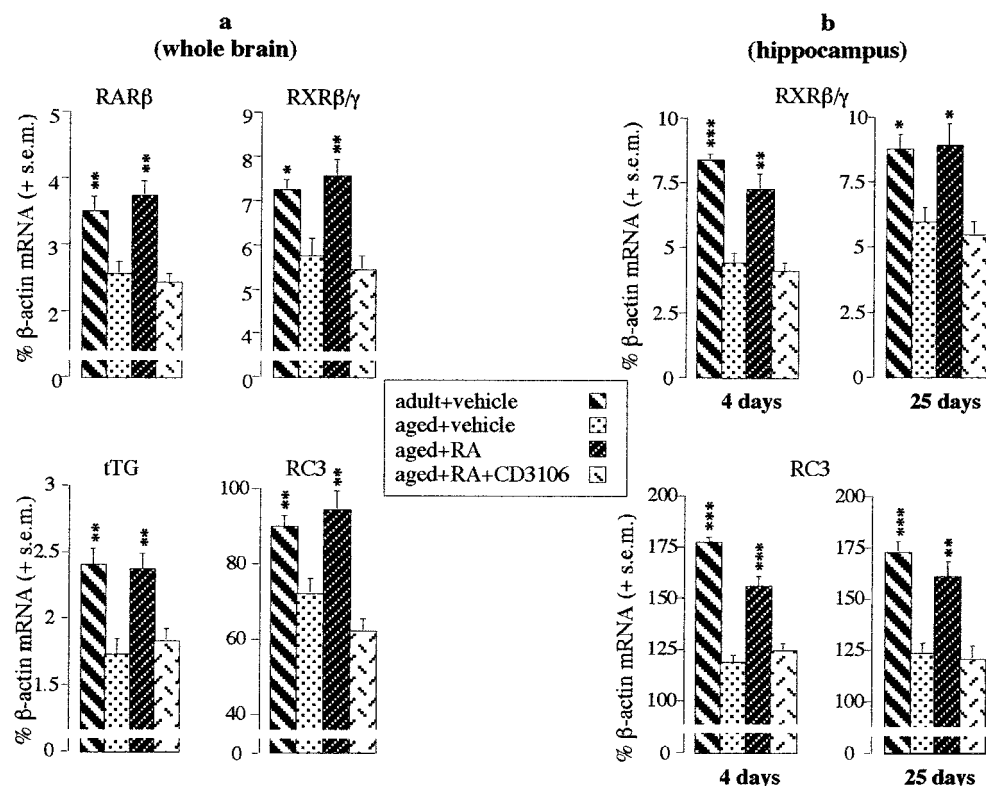 a
(whole brain)
RARβ
% β-actin mRNA (+ s.e.m.)
5
4
3
2
0
**
**
RXRβ/γ
9
8
7
6
5
4
0
*
**
tTG
% β-actin mRNA (+ s.e.m.)
3
2.5
2
1.5
0
**
**
RC3
100
80
60
40
0
**
**
adult+vehicle
aged+vehicle
aged+RA
aged+RA+CD3106
b
(hippocampus)
RXRβ/γ
% β-actin mRNA (+ s.e.m.)
10
7.5
5
2.5
0
***
**
4 days
10
7.5
5
2.5
0
*
*
25 days
RC3
% β-actin mRNA (+ s.e.m.)
200
175
150
125
100
0
***
***
4 days
200
175
150
125
100
0
***
**
25 days